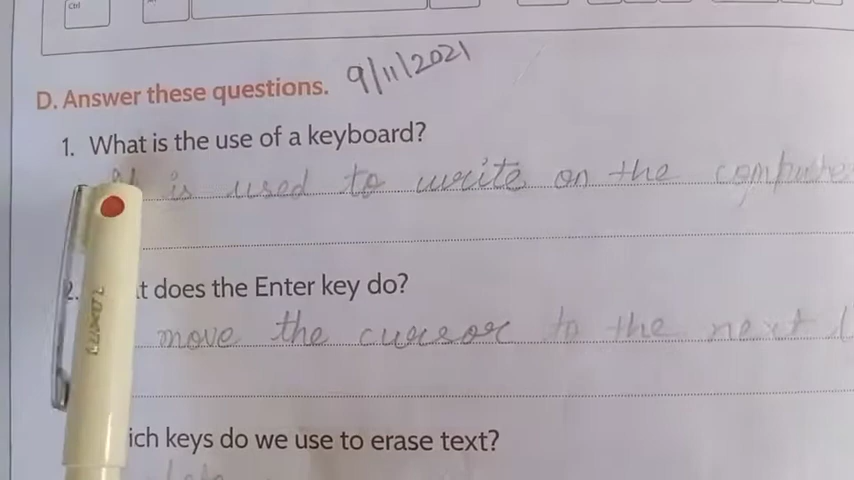 Ctrl
D. Answer these questions. 9/11/2021
1. What is the use of a keyboard?
is used to write on the
2. t does the Enter key do?
move the cursor to the next
ich keys do we use to erase text?